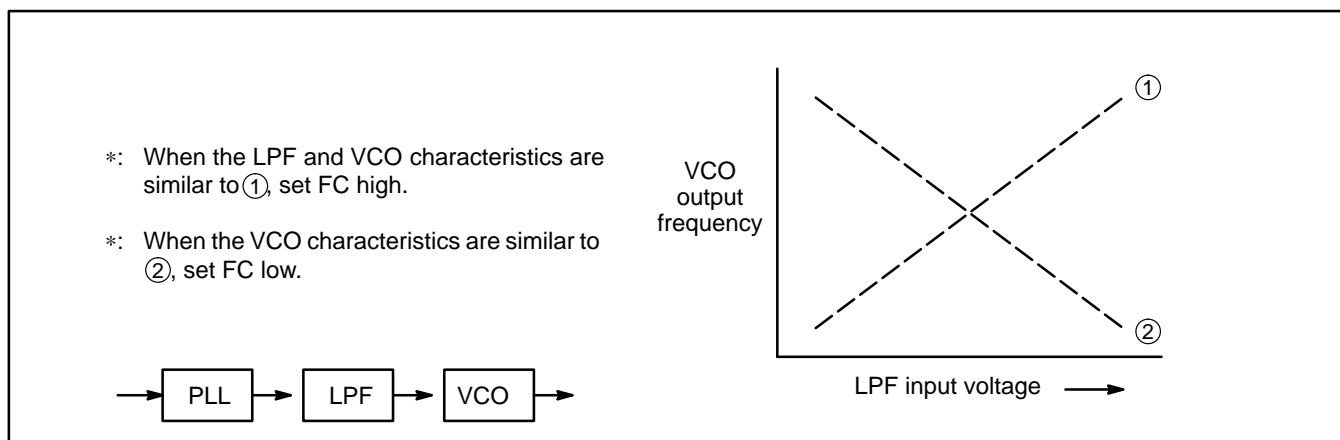 *: When the LPF and VCO characteristics are
similar to ①, set FC high.
*: When the VCO characteristics are similar to
②, set FC low.
PLL
LPF
VCO
VCO
output
frequency
①
②
LPF input voltage